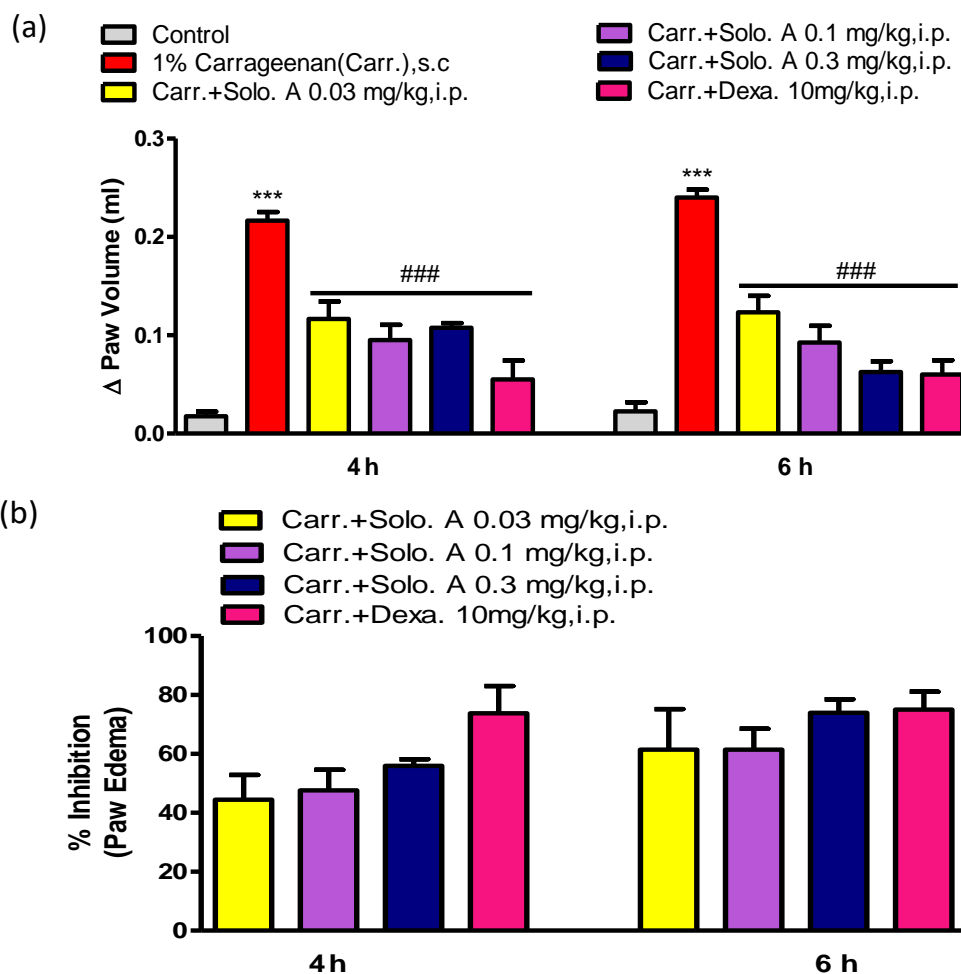 (a)
Control
1% Carrageenan(Carr.),s.c
Carr.+Solo. A 0.03 mg/kg,i.p.
Carr.+Solo. A 0.1 mg/kg,i.p.
Carr.+Solo. A 0.3 mg/kg,i.p.
Carr.+Dexa. 10mg/kg,i.p.
Δ Paw Volume (ml)
0.3
0.2
0.1
0.0
***
###
***
###
4 h
6 h
(b)
Carr.+Solo. A 0.03 mg/kg,i.p.
Carr.+Solo. A 0.1 mg/kg,i.p.
Carr.+Solo. A 0.3 mg/kg,i.p.
Carr.+Dexa. 10mg/kg,i.p.
% Inhibition
(Paw Edema)
100
80
60
40
20
0
4 h
6 h